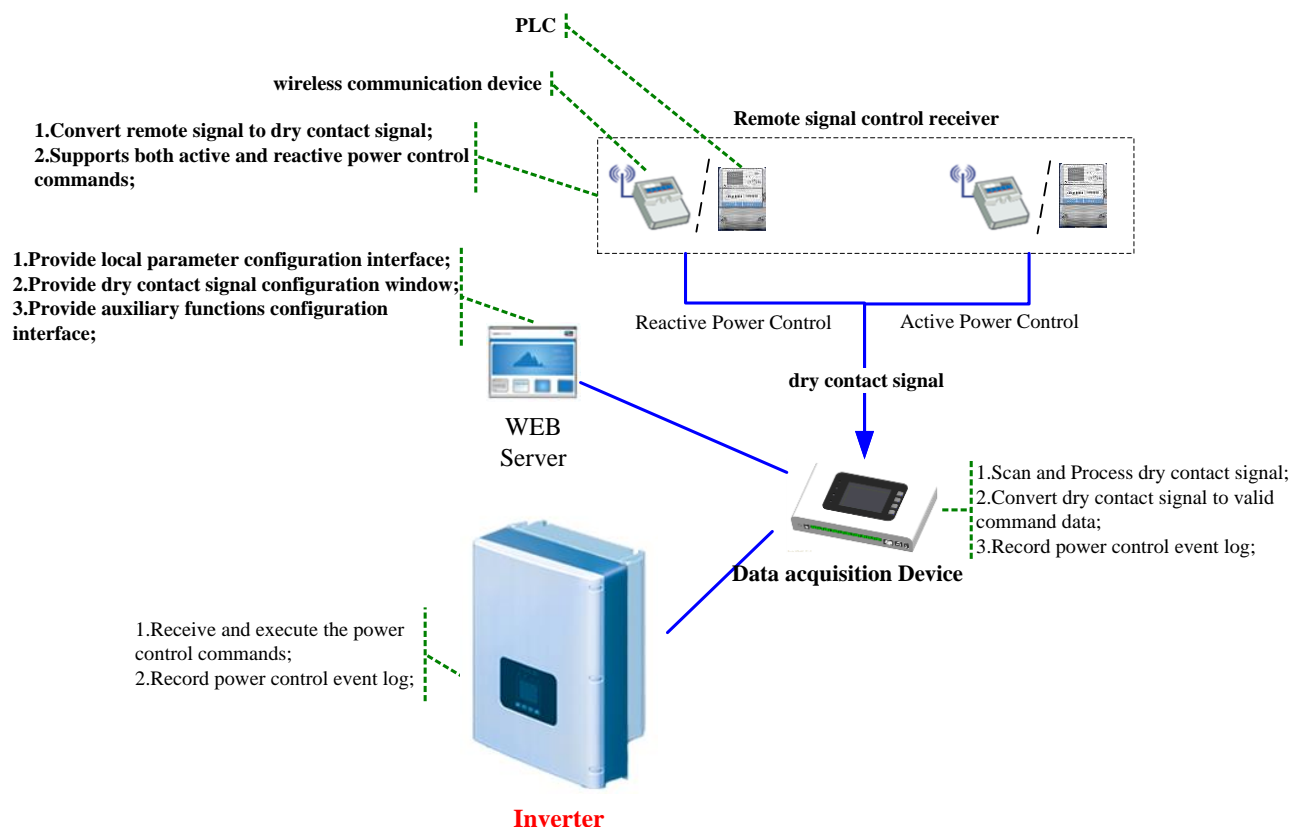 PLC
wireless communication device
Remote signal control receiver
1.Convert remote signal to dry contact signal;
2.Supports both active and reactive power control
commands;
1.Provide local parameter configuration interface;
2.Provide dry contact signal configuration window;
3.Provide auxiliary functions configuration
interface;
Reactive Power Control
Active Power Control
dry contact signal
WEB
Server
1.Scan and Process dry contact signal;
2.Convert dry contact signal to valid
command data;
3.Record power control event log;
Data acquisition Device
1.Receive and execute the power
control commands;
2.Record power control event log;
Inverter